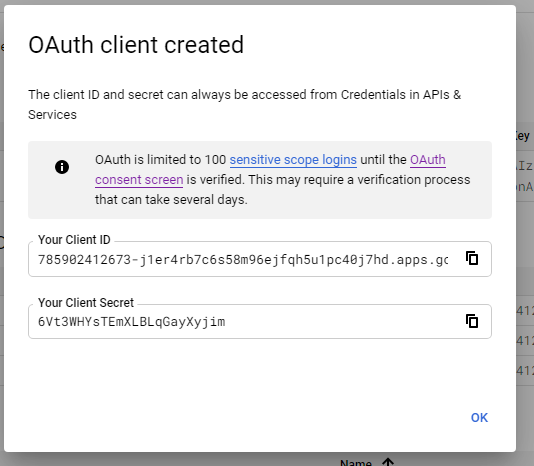 OAuth client created
The client ID and secret can always be accessed from Credentials in APIs &
Services
OAuth is limited to 100 sensitive scope logins until the OAuth
consent screen is verified. This may require a verification process
that can take several days.
Your Client ID
785902412673-j1er4rb7c6s58m96ejfqh5u1pc40j7hd.apps.gc
Your Client Secret
6Vt3WHYsTEmXLBLqGayXyjim
OK
Name